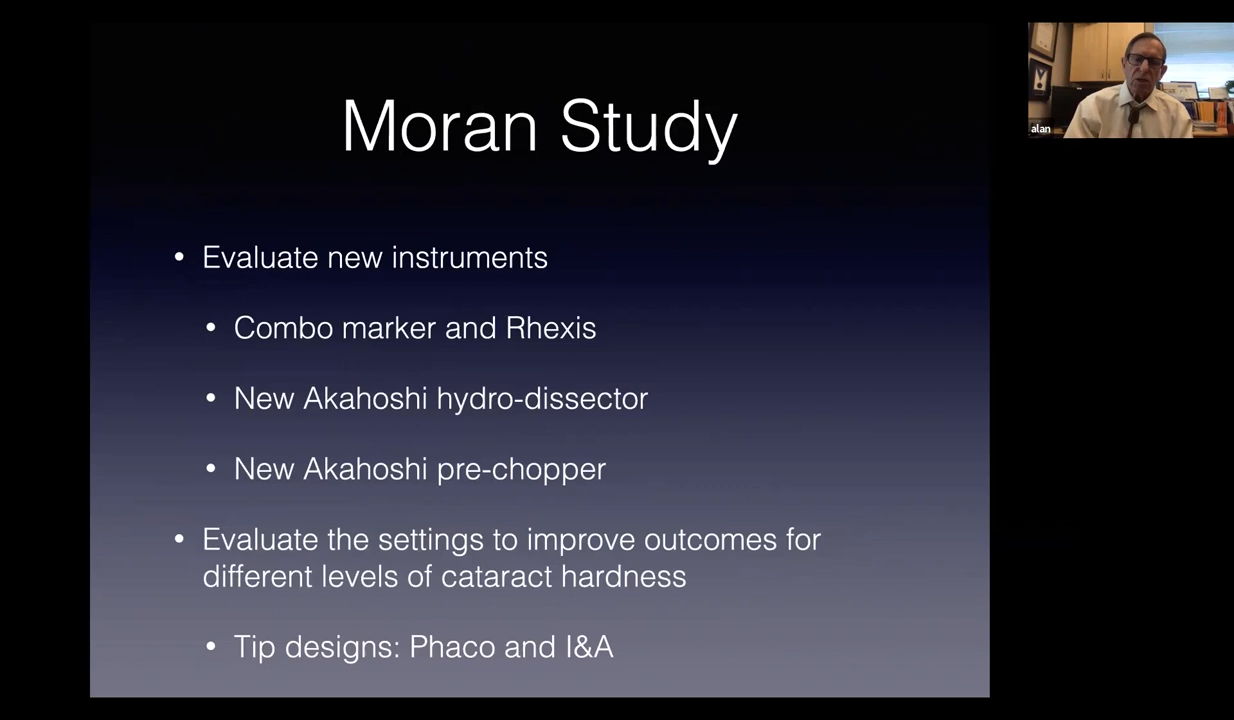 Moran Study
• Evaluate new instruments
• Combo marker and Rhexis
• New Akahoshi hydro-dissector
• New Akahoshi pre-chopper
• Evaluate the settings to improve outcomes for
different levels of cataract hardness
• Tip designs: Phaco and I&A
alan